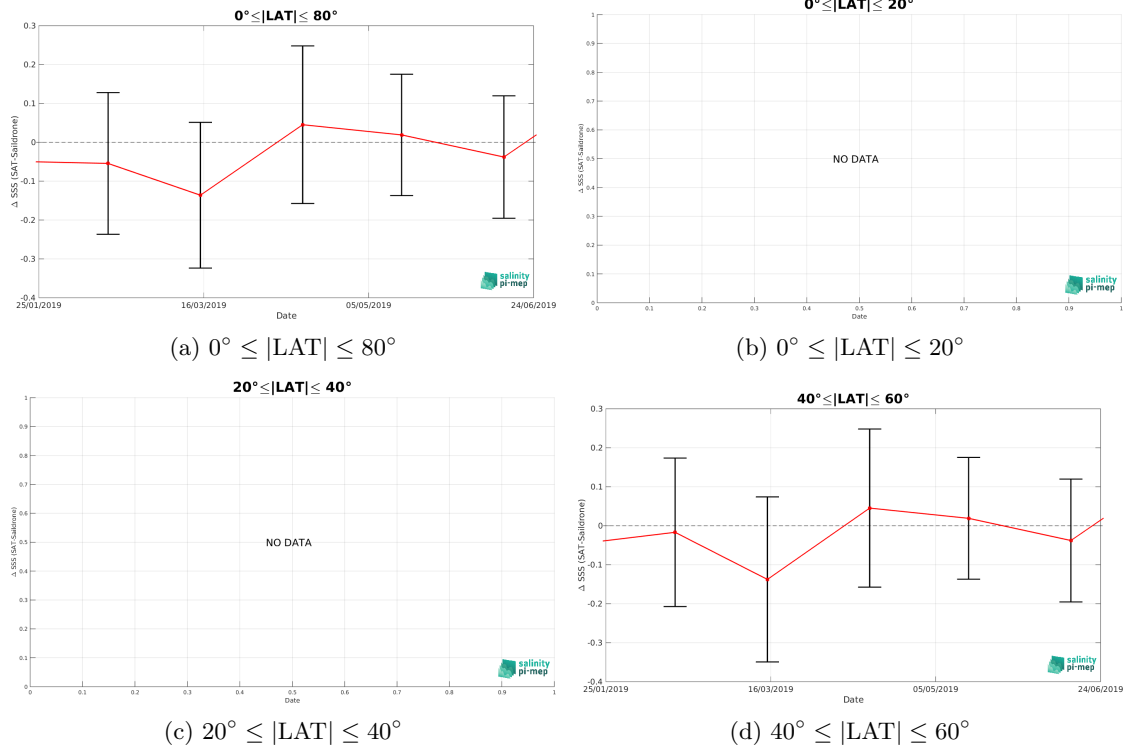 0°≤|LAT|≤ 80°
0.3
0.2
0.1
0
-0.1
-0.2
-0.3
-0.4
Δ SSS (SAT-Saildrone)
25/01/2019 16/03/2019 05/05/2019 24/06/2019
Date
salinity
pi-mep
(a) 0° ≤ |LAT| ≤ 80°
0°≤|LAT|≤ 20°
1
0.9
0.8
0.7
0.6
0.5
0.4
0.3
0.2
0.1
0
Δ SSS (SAT-Saildrone)
NO DATA
0 0.1 0.2 0.3 0.4 0.5 0.6 0.7 0.8 0.9 1
Date
salinity
pi-mep
(b) 0° ≤ |LAT| ≤ 20°
20°≤|LAT|≤ 40°
1
0.9
0.8
0.7
0.6
0.5
0.4
0.3
0.2
0.1
0
Δ SSS (SAT-Saildrone)
NO DATA
0 0.1 0.2 0.3 0.4 0.5 0.6 0.7 0.8 0.9 1
Date
salinity
pi-mep
(c) 20° ≤ |LAT| ≤ 40°
40°≤|LAT|≤ 60°
0.3
0.2
0.1
0
-0.1
-0.2
-0.3
-0.4
Δ SSS (SAT-Saildrone)
25/01/2019 16/03/2019 05/05/2019 24/06/2019
Date
salinity
pi-mep
(d) 40° ≤ |LAT| ≤ 60°